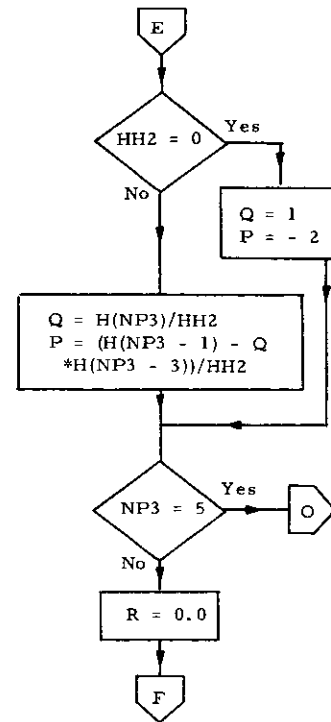 E
HH2 = 0
Yes
No
Q = 1
P = - 2
Q = H(NP3)/HH2
P = (H(NP3 - 1) - Q
*H(NP3 - 3))/HH2
NP3 = 5
Yes
O
No
R = 0.0
F